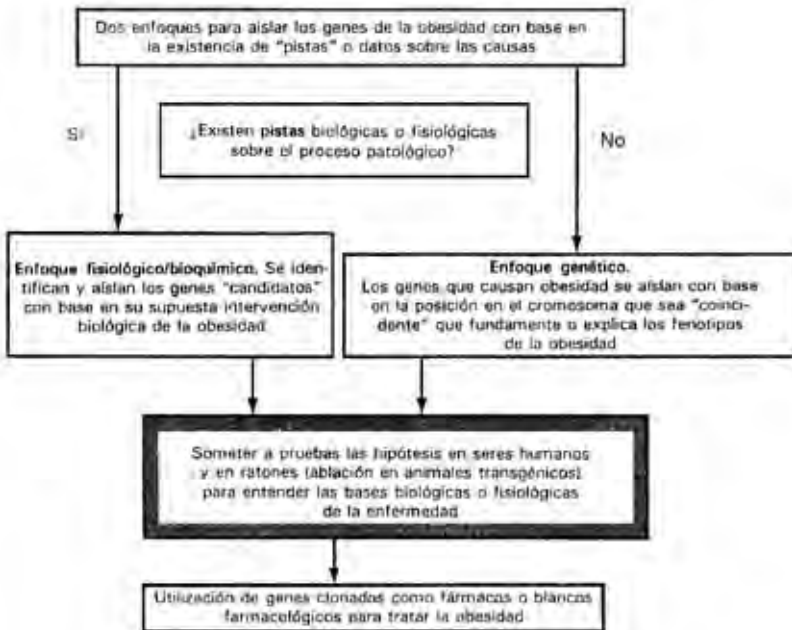 Dos enfoques para aislar los genes de la obesidad con base en
la existencia de "pistas" o datos sobre las causas
Sí
¿Existen pistas biológicas o fisiológicas
sobre el proceso patológico?
No
Enfoque fisiológico/bioquímico. Se iden-
tifican y aíslan los genes "candidatos"
con base en su supuesta intervención
biológica de la obesidad
Enfoque genético.
Los genes que causan obesidad se aíslan con base
en la posición en el cromosoma que sea "coinci-
dente" que fundamente o explica los fenotipos
de la obesidad
Someter a pruebas las hipótesis en seres humanos
y en ratones (ablación en animales transgénicos)
para entender las bases biológicas o fisiológicas
de la enfermedad
Utilización de genes clonados como fármacos o blancos
farmacológicos para tratar la obesidad